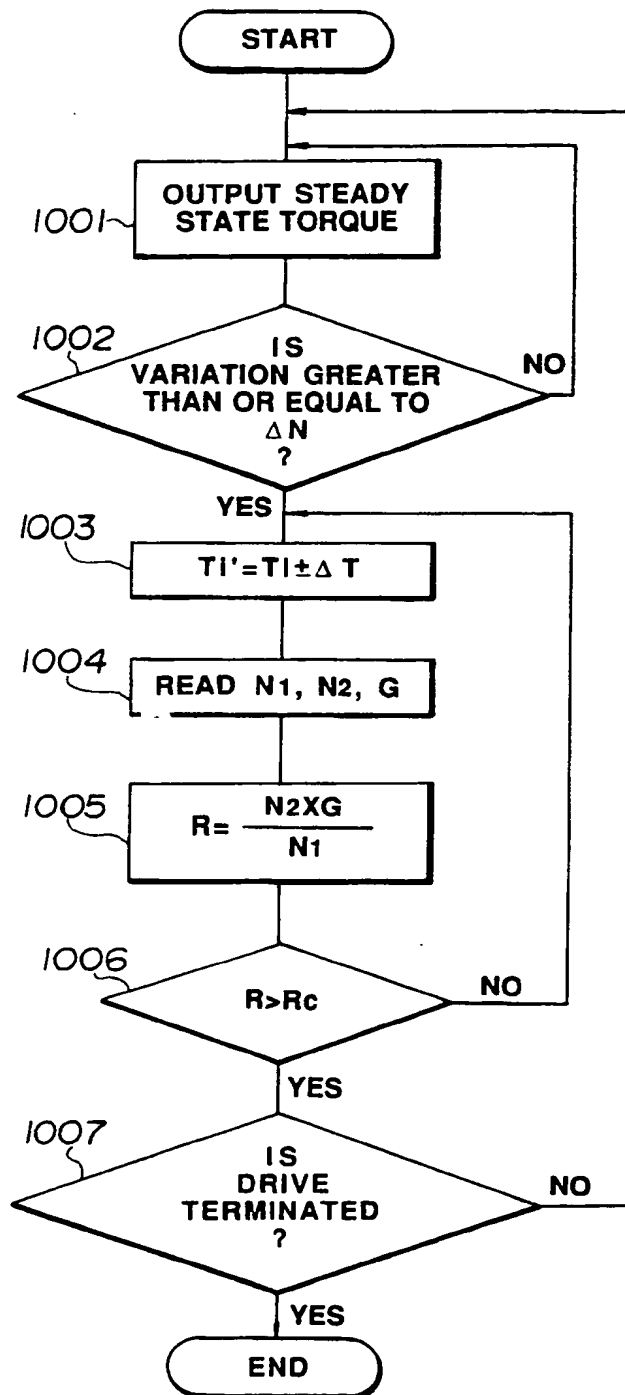 START
1001
OUTPUT STEADY
STATE TORQUE
1002
IS
VARIATION GREATER
THAN OR EQUAL TO
ΔN
?
NO
YES
1003
Ti'=Ti±ΔT
1004
READ N1, N2, G
1005
R= N2XG
N1
1006
R>Rc
NO
YES
1007
IS
DRIVE
TERMINATED
?
NO
YES
END